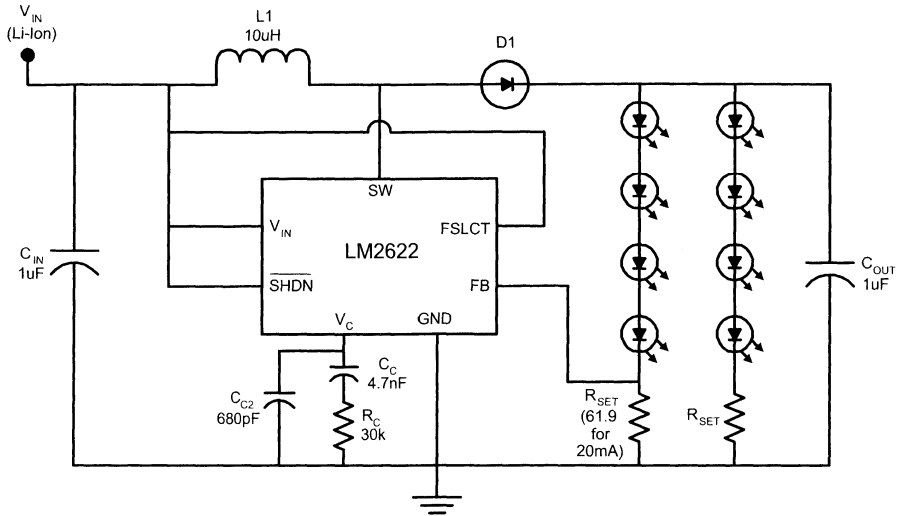 V_IN
(Li-Ion)
L1
10uH
D1
SW
V_IN
FSLCT
LM2622
SHDN
FB
V_C
GND
C_IN
1uF
C_OUT
1uF
C_C
4.7nF
C_C2
680pF
R_C
30k
R_SET
(61.9
for
20mA)
R_SET